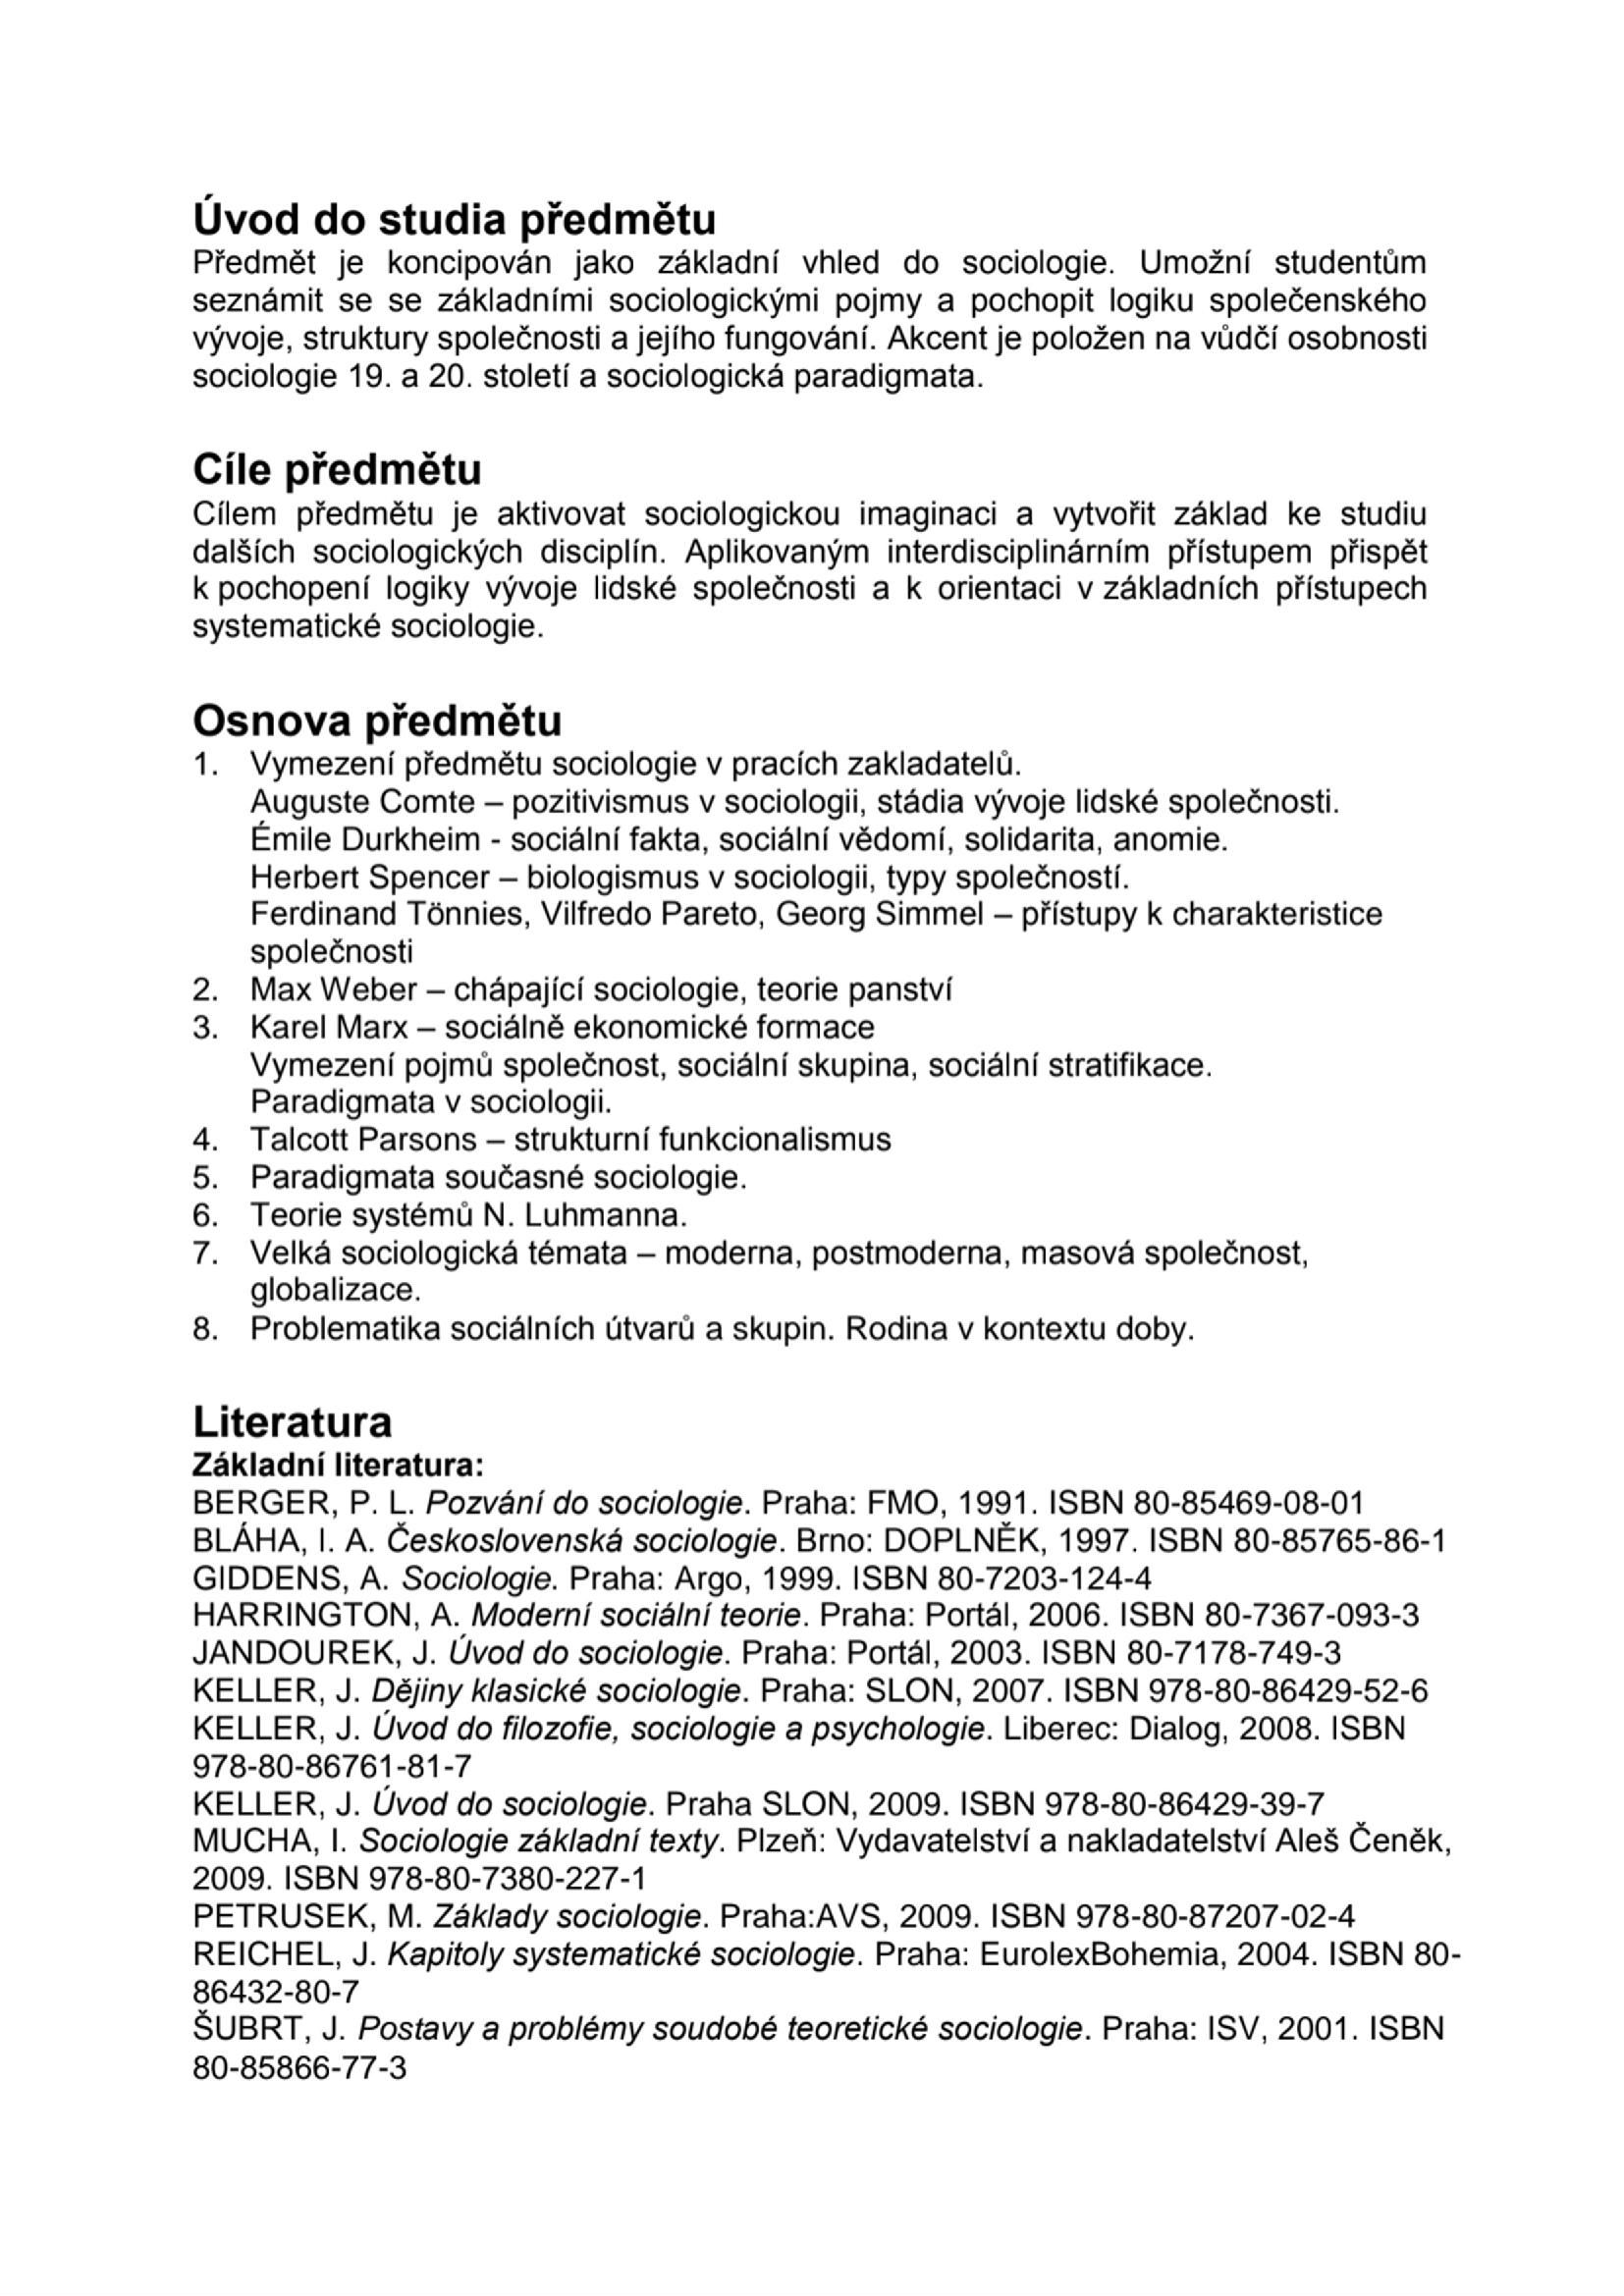 Úvod do studia předmětu
Předmět je koncipován jako základní vhled do sociologie. Umožní studentům
seznámit se se základními sociologickými pojmy a pochopit logiku společenského
vývoje, struktury společnosti a jejího fungování. Akcent je položen na vůdčí osobnosti
sociologie 19. a 20. století a sociologická paradigmata.
Cíle předmětu
Cílem předmětu je aktivovat sociologickou imaginaci a vytvořit základ ke studiu
dalších sociologických disciplín. Aplikovaným interdisciplinárním přístupem přispět
k pochopení logiky vývoje lidské společnosti a k orientaci v základních přístupech
systematické sociologie.
Osnova předmětu
1. Vymezení předmětu sociologie v pracích zakladatelů.
Auguste Comte – pozitivismus v sociologii, stádia vývoje lidské společnosti.
Émile Durkheim - sociální fakta, sociální vědomí, solidarita, anomie.
Herbert Spencer – biologismus v sociologii, typy společností.
Ferdinand Tönnies, Vilfredo Pareto, Georg Simmel – přístupy k charakteristice
společnosti
2. Max Weber – chápající sociologie, teorie panství
3. Karel Marx – sociálně ekonomické formace
Vymezení pojmů společnost, sociální skupina, sociální stratifikace.
Paradigmata v sociologii.
4. Talcott Parsons – strukturní funkcionalismus
5. Paradigmata současné sociologie.
6. Teorie systémů N. Luhmanna.
7. Velká sociologická témata – moderna, postmoderna, masová společnost,
globalizace.
8. Problematika sociálních útvarů a skupin. Rodina v kontextu doby.
Literatura
Základní literatura:
BERGER, P. L. Pozvání do sociologie. Praha: FMO, 1991. ISBN 80-85469-08-01
BLÁHA, I. A. Československá sociologie. Brno: DOPLNĚK, 1997. ISBN 80-85765-86-1
GIDDENS, A. Sociologie. Praha: Argo, 1999. ISBN 80-7203-124-4
HARRINGTON, A. Moderní sociální teorie. Praha: Portál, 2006. ISBN 80-7367-093-3
JANDOUREK, J. Úvod do sociologie. Praha: Portál, 2003. ISBN 80-7178-749-3
KELLER, J. Dějiny klasické sociologie. Praha: SLON, 2007. ISBN 978-80-86429-52-6
KELLER, J. Úvod do filozofie, sociologie a psychologie. Liberec: Dialog, 2008. ISBN
978-80-86761-81-7
KELLER, J. Úvod do sociologie. Praha SLON, 2009. ISBN 978-80-86429-39-7
MUCHA, I. Sociologie základní texty. Plzeň: Vydavatelství a nakladatelství Aleš Čeněk,
2009. ISBN 978-80-7380-227-1
PETRUSEK, M. Základy sociologie. Praha:AVS, 2009. ISBN 978-80-87207-02-4
REICHEL, J. Kapitoly systematické sociologie. Praha: EurolexBohemia, 2004. ISBN 80-
86432-80-7
ŠUBRT, J. Postavy a problémy soudobé teoretické sociologie. Praha: ISV, 2001. ISBN
80-85866-77-3